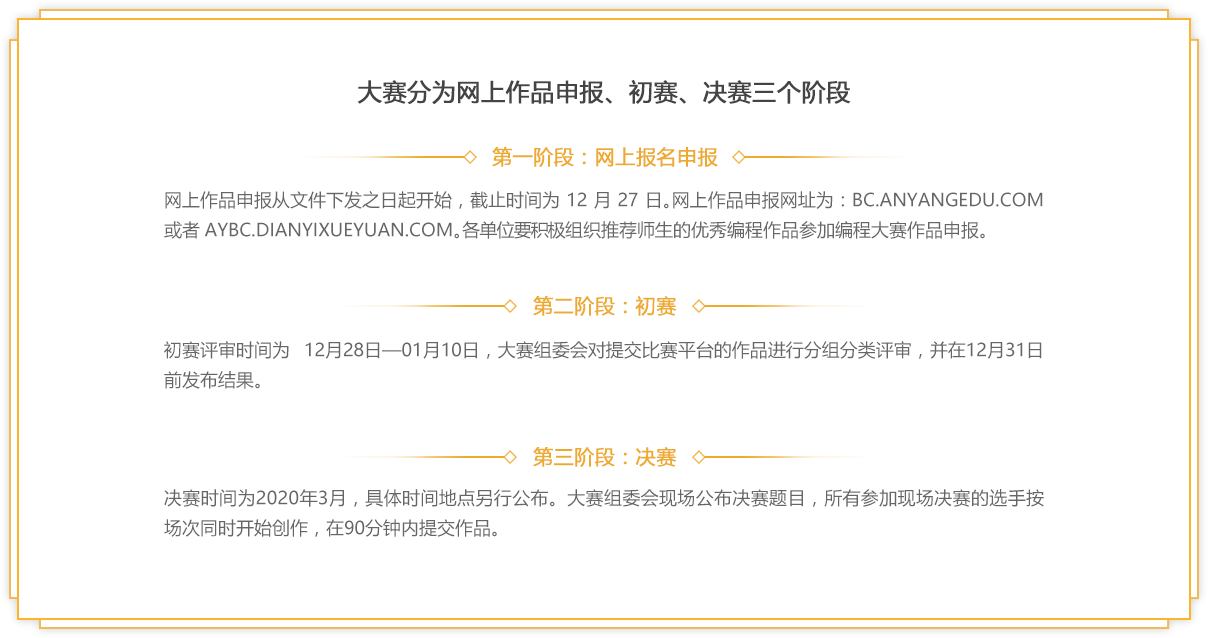 大赛分为网上作品申报、初赛、决赛三个阶段
第一阶段：网上报名申报
网上作品申报从文件下发之日起开始，截止时间为 12 月 27 日。网上作品申报网址为：BC.ANYANGEDU.COM
或者 AYBC.DIANYIXUEYUAN.COM。各单位要积极组织推荐师生的优秀编程作品参加编程大赛作品申报。
第二阶段：初赛
初赛评审时间为 12月28日—01月10日，大赛组委会对提交比赛平台的作品进行分组分类评审，并在12月31日
前发布结果。
第三阶段：决赛
决赛时间为2020年3月，具体时间地点另行公布。大赛组委会现场公布决赛题目，所有参加现场决赛的选手按
场次同时开始创作，在90分钟内提交作品。